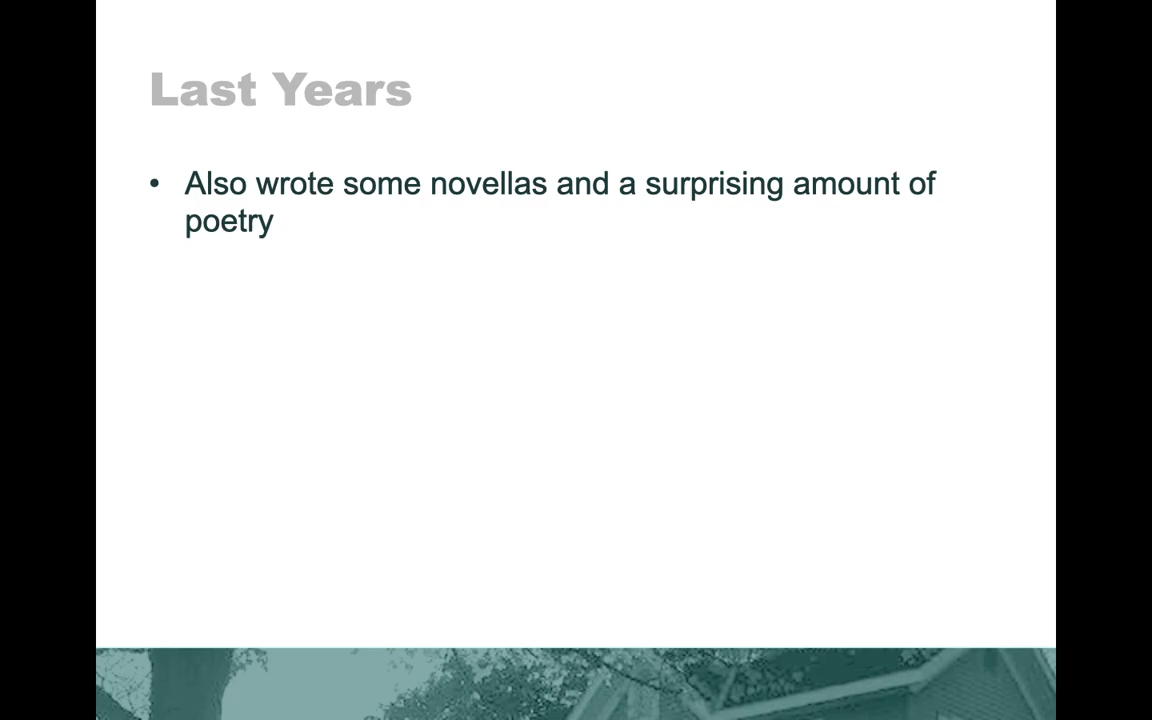 Last Years
• Also wrote some novellas and a surprising amount of
poetry